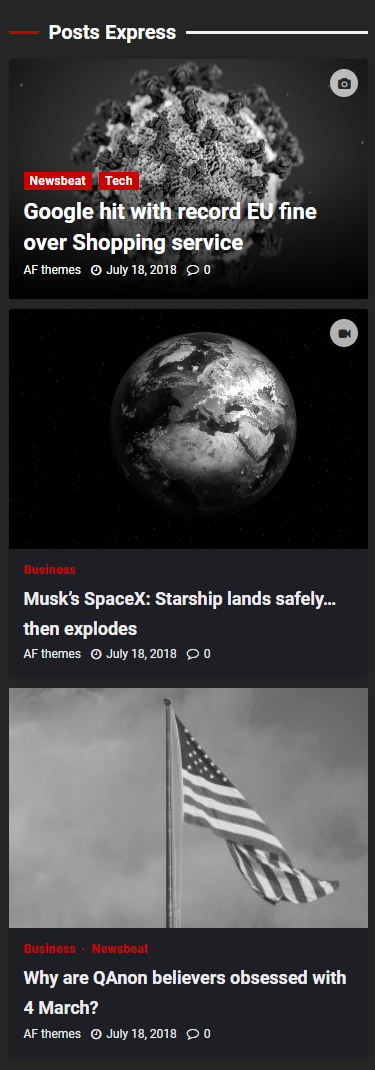 Posts Express
Newsbeat Tech
Google hit with record EU fine
over Shopping service
AF themes July 18, 2018 0
Business
Musk's SpaceX: Starship lands safely...
then explodes
AF themes July 18, 2018 0
Business · Newsbeat
Why are QAnon believers obsessed with
4 March?
AF themes July 18, 2018 0